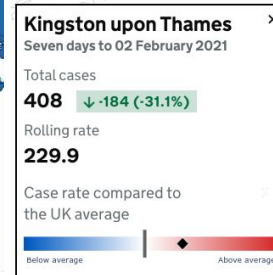 Kingston upon Thames
Seven days to 02 February 2021
Total cases
408 ↓ -184 (-31.1%)
Rolling rate
229.9
Case rate compared to
the UK average
Below average Above average